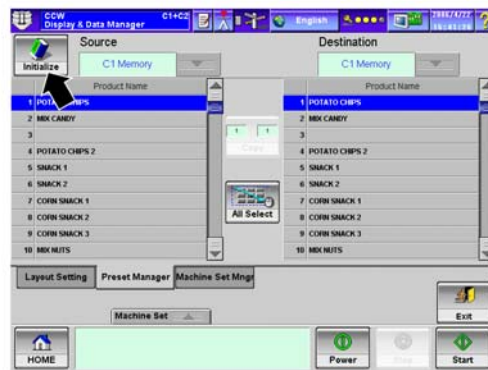 CCW
Display & Data Manager
C1+C2
English
Initialize
Source
Destination
C1 Memory
C1 Memory
Product Name
Product Name
1 POTATO CHIPS
2 MIX CANDY
3
4 POTATO CHIPS 2
5 SNACK 1
6 SNACK 2
7 CORN SNACK 1
8 CORN SNACK 2
9 CORN SNACK 3
10 MIX NUTS
1 1
Copy
All Select
1 POTATO CHIPS
2 MIX CANDY
3
4 POTATO CHIPS 2
5 SNACK 1
6 SNACK 2
7 CORN SNACK 1
8 CORN SNACK 2
9 CORN SNACK 3
10 MIX NUTS
Layout Setting
Preset Manager
Machine Set Mngr
Machine Set
Exit
HOME
Power
Stop
Start